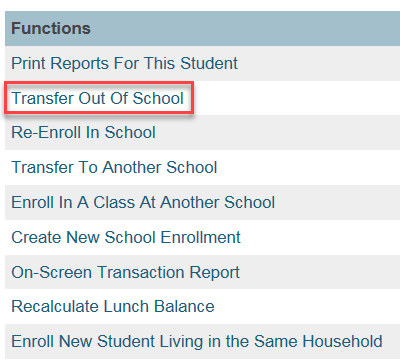 Functions
Print Reports For This Student
Transfer Out Of School
Re-Enroll In School
Transfer To Another School
Enroll In A Class At Another School
Create New School Enrollment
On-Screen Transaction Report
Recalculate Lunch Balance
Enroll New Student Living in the Same Household